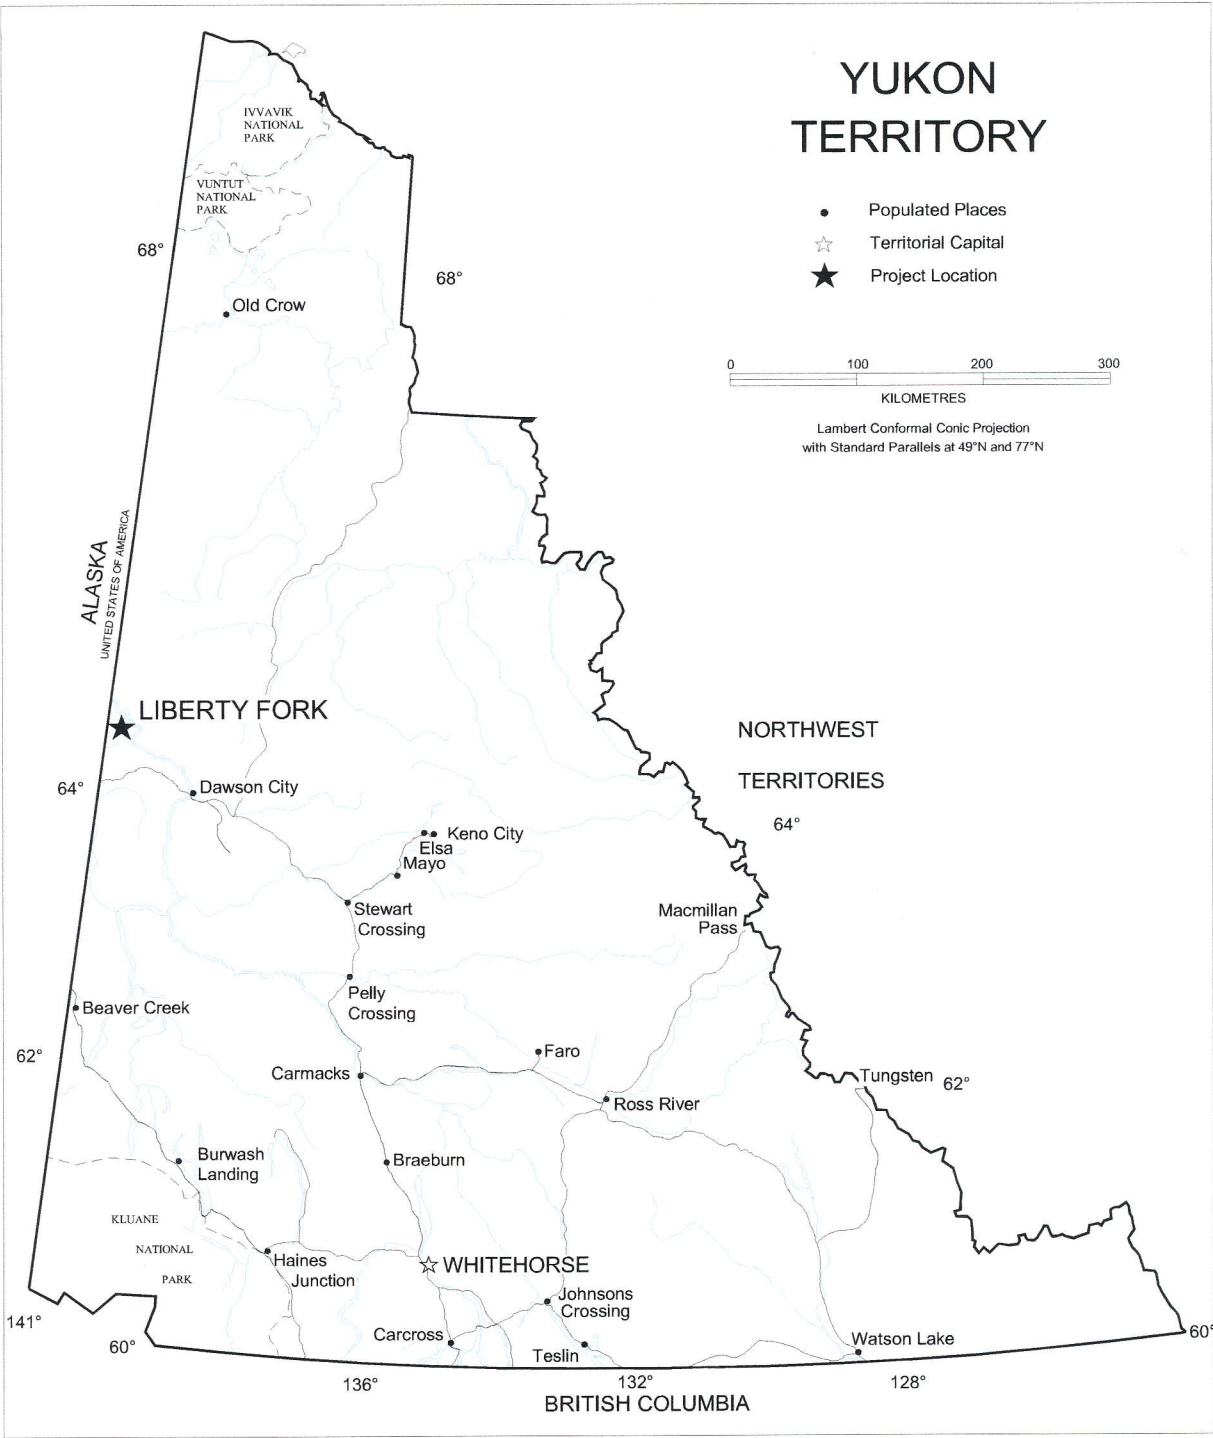 YUKON
TERRITORY
Populated Places
Territorial Capital
Project Location
0 100 200 300
KILOMETRES
Lambert Conformal Conic Projection
with Standard Parallels at 49°N and 77°N
IVVAVIK
NATIONAL
PARK
VUNTUT
NATIONAL
PARK
68°
68°
Old Crow
ALASKA
UNITED STATES OF AMERICA
LIBERTY FORK
NORTHWEST
TERRITORIES
64°
64°
Dawson City
Keno City
Elsa
Mayo
Stewart
Crossing
Macmillan
Pass
Pelly
Crossing
Beaver Creek
62°
Faro
Carmacks
Tungsten
62°
Ross River
Burwash
Landing
Braeburn
KLUANE
NATIONAL
PARK
Haines
Junction
WHITEHORSE
Johnsons
Crossing
141°
60°
Carcross
Teslin
Watson Lake
60°
136°
132°
128°
BRITISH COLUMBIA